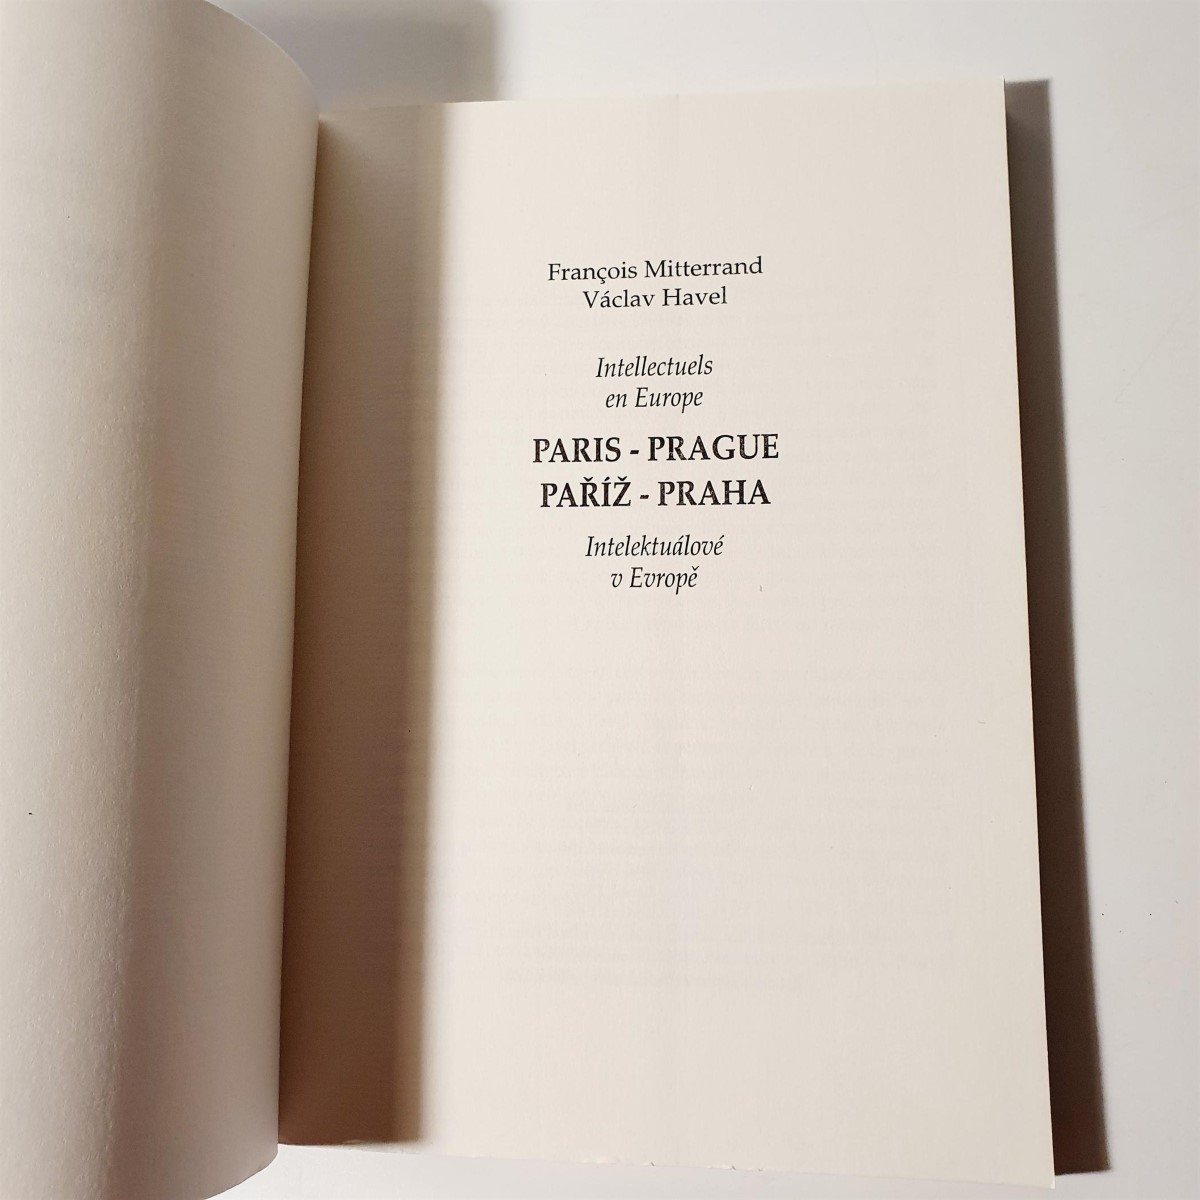 François Mitterrand
Václav Havel
Intellectuels
en Europe
PARIS - PRAGUE
PAŘÍŽ - PRAHA
Intelektuálové
v Evropě